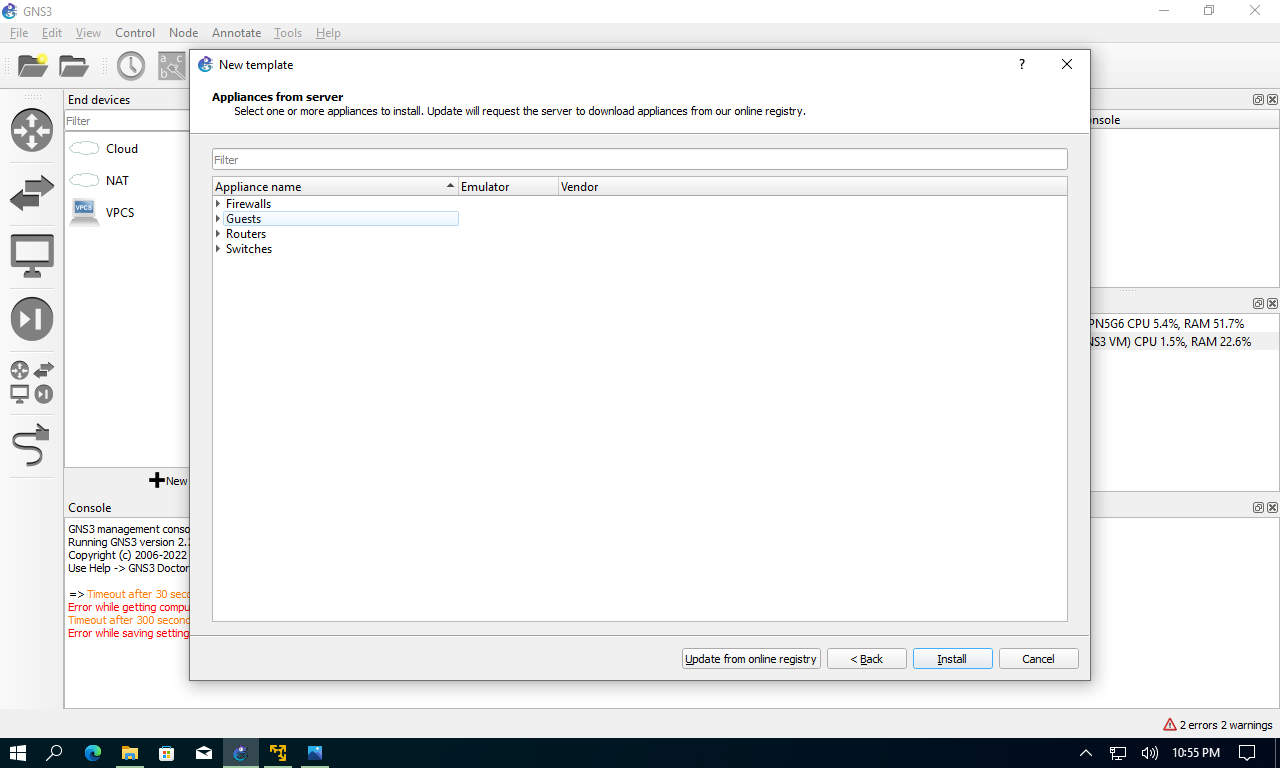 GNS3
File Edit View Control Node Annotate Tools Help
New template
?
Appliances from server
Select one or more appliances to install. Update will request the server to download appliances from our online registry.
Filter
Appliance name Emulator Vendor
Firewalls
Guests
Routers
Switches
Update from online registry < Back Install Cancel
a c
b
End devices
Filter
Cloud
NAT
VPCS
VPCS
New
Console
GNS3 management conso
Running GNS3 version 2.
Copyright (c) 2006-2022
Use Help -> GNS3 Doctor
=> Timeout after 30 seco
Error while getting compu
Timeout after 300 second
Error while saving setting
onsole
PN5G6 CPU 5.4%, RAM 51.7%
NS3 VM) CPU 1.5%, RAM 22.6%
2 errors 2 warnings
10:55 PM